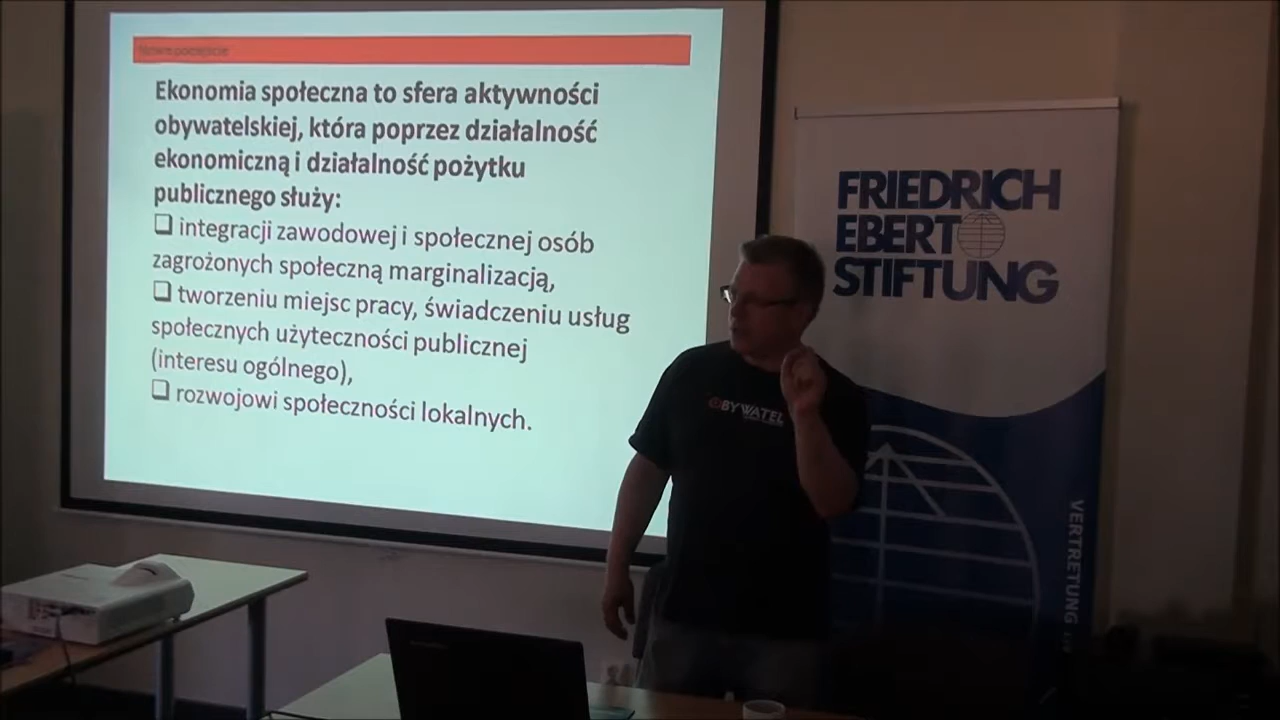 Nowe podejście
Ekonomia społeczna to sfera aktywności
obywatelskiej, która poprzez działalność
ekonomiczną i działalność pożytku
publicznego służy:
❑ integracji zawodowej i społecznej osób
zagrożonych społeczną marginalizacją,
❑ tworzeniu miejsc pracy, świadczeniu usług
społecznych użyteczności publicznej
(interesu ogólnego),
❑ rozwojowi społeczności lokalnych.
FRIEDRICH
EBERT
STIFTUNG
OBYWATEL
VERTRETUNG